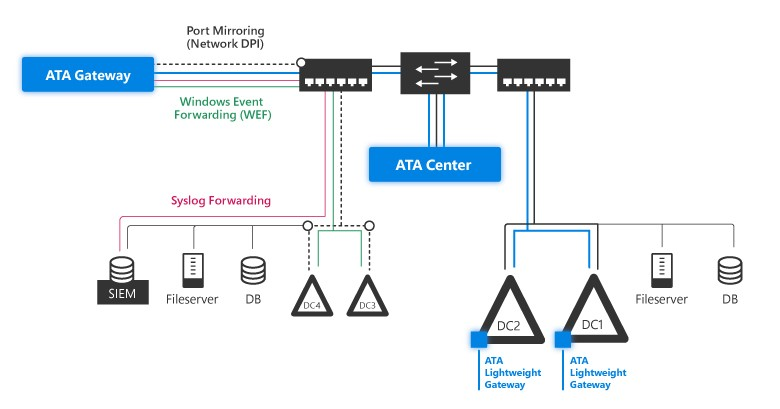 Port Mirroring
(Network DPI)
ATA Gateway
Windows Event
Forwarding (WEF)
ATA Center
Syslog Forwarding
SIEM
Fileserver
DB
DC4
DC3
DC2
DC1
Fileserver
DB
ATA
Lightweight
Gateway
ATA
Lightweight
Gateway